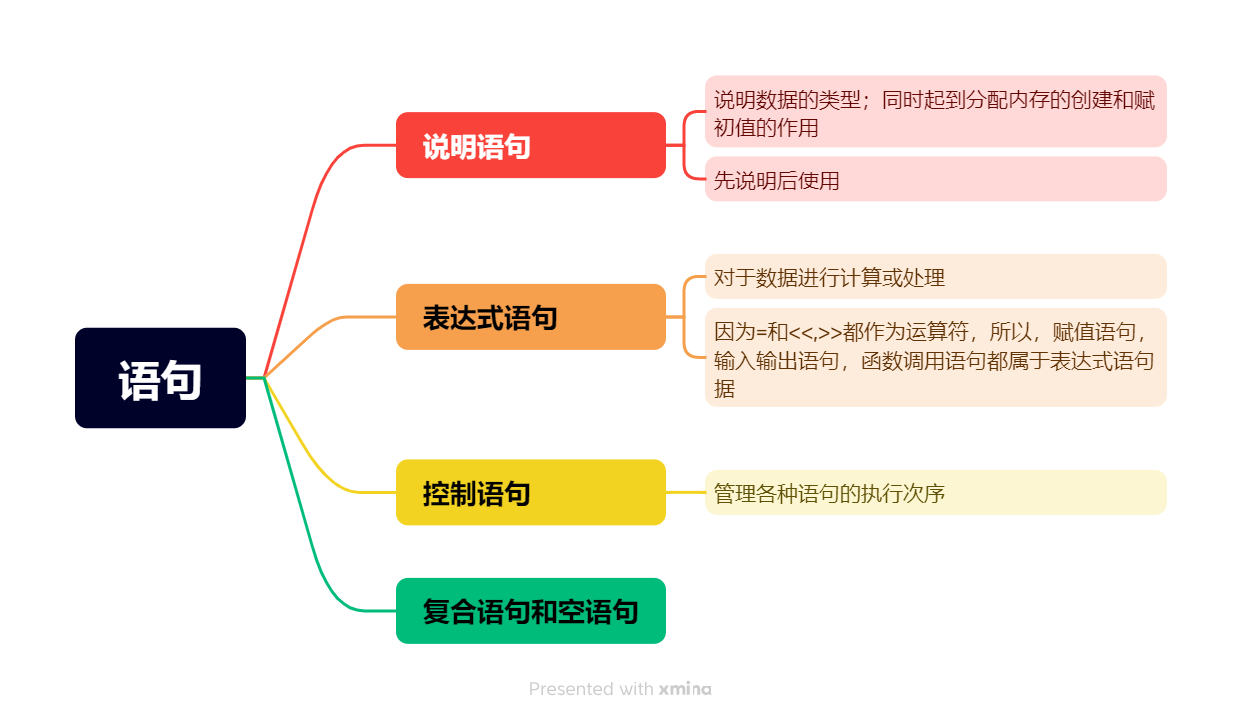 语句
说明语句
说明数据的类型；同时起到分配内存的创建和赋
初值的作用
先说明后使用
表达式语句
对于数据进行计算或处理
因为=和<<,>>都作为运算符，所以，赋值语句，
输入输出语句，函数调用语句都属于表达式语句
据
控制语句
管理各种语句的执行次序
复合语句和空语句
Presented with xmind